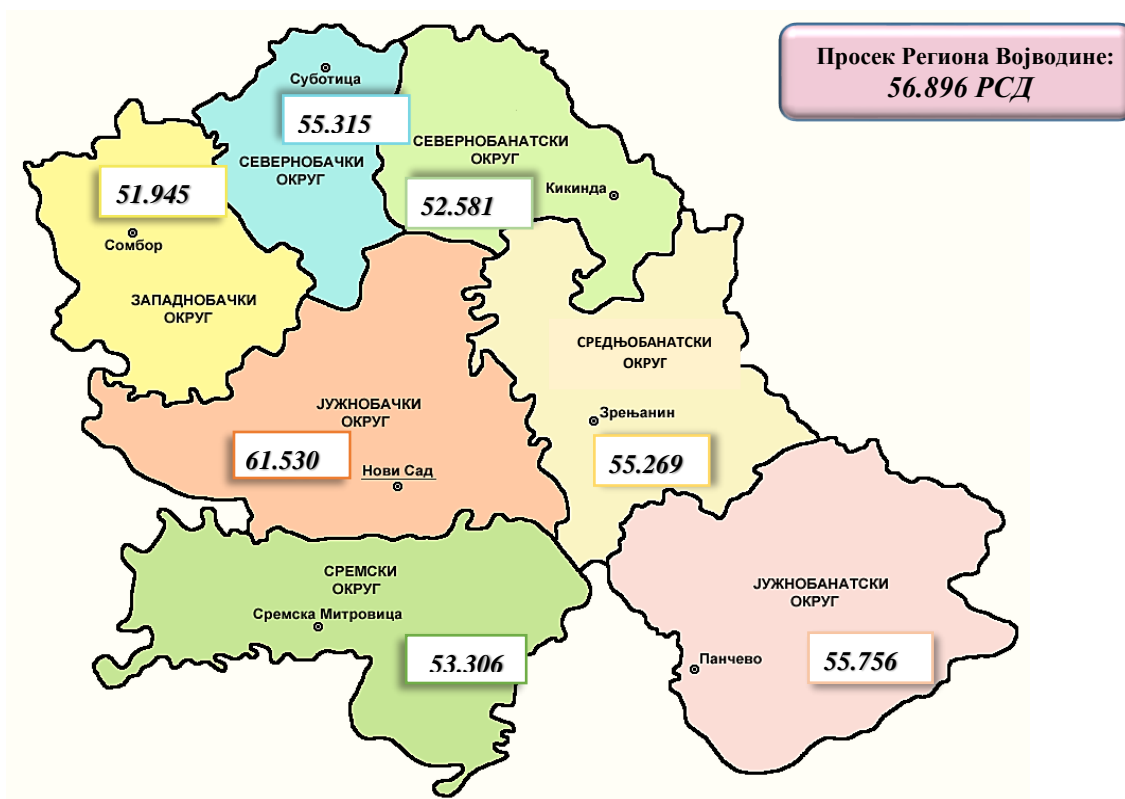 Просек Региона Војводине:
56.896 РСД
Суботица
55.315
СЕВЕРНОБАЧКИ
ОКРУГ
СЕВЕРНОБАНАТСКИ
ОКРУГ
Кикинда
52.581
51.945
Сомбор
ЗАПАДНОБАЧКИ
ОКРУГ
СРЕДЊОБАНАТСКИ
ОКРУГ
Зрењанин
55.269
ЈУЖНОБАЧКИ
ОКРУГ
61.530
Нови Сад
СРЕМСКИ
ОКРУГ
Сремска Митровица
53.306
ЈУЖНОБАНАТСКИ
ОКРУГ
Панчево
55.756